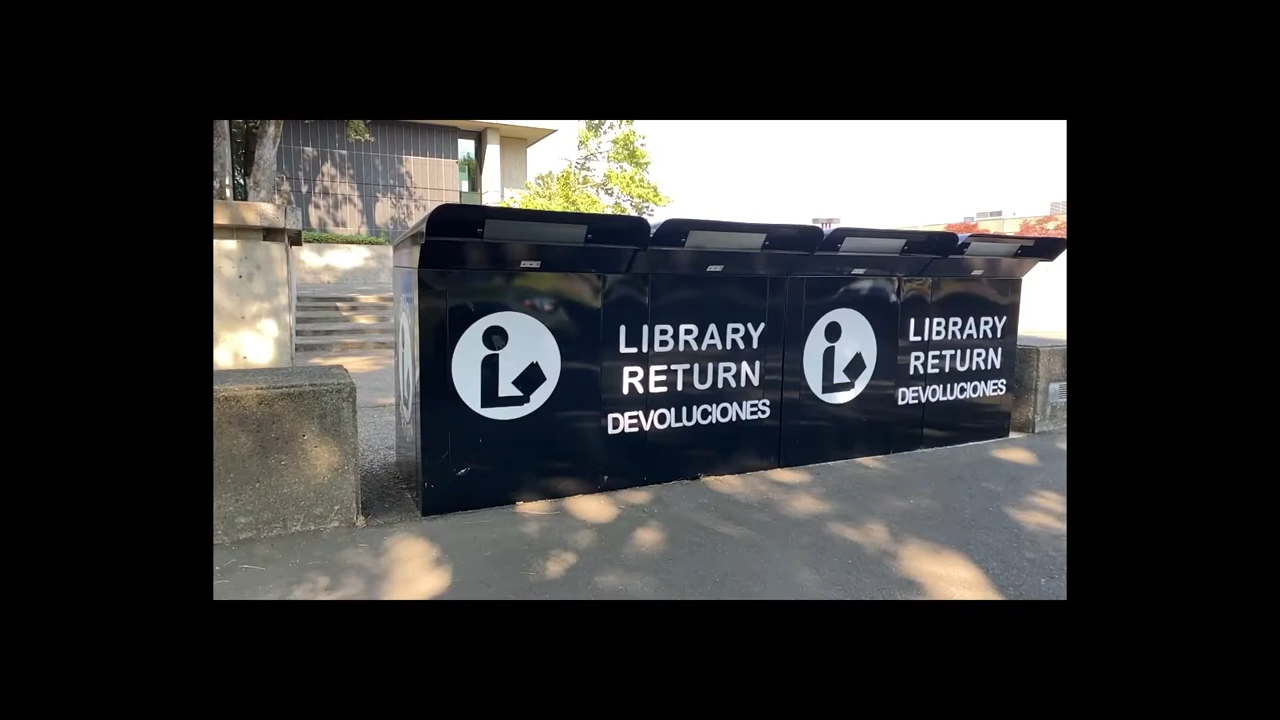 LIBRARY
RETURN
DEVOLUCIONES
LIBRARY
RETURN
DEVOLUCIONES